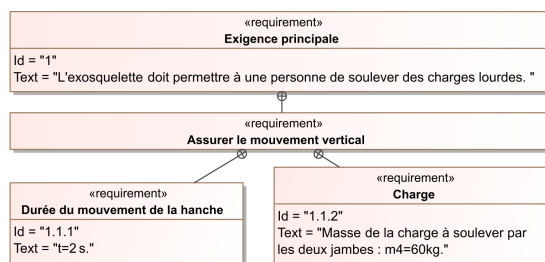 «requirement»
Exigence principale
Id = "1"
Text = "L'exosquelette doit permettre à une personne de soulever des charges lourdes. "
«requirement»
Assurer le mouvement vertical
«requirement»
Durée du mouvement de la hanche
Id = "1.1.1"
Text = "t=2 s."
«requirement»
Charge
Id = "1.1.2"
Text = "Masse de la charge à soulever par
les deux jambes : m4=60kg."